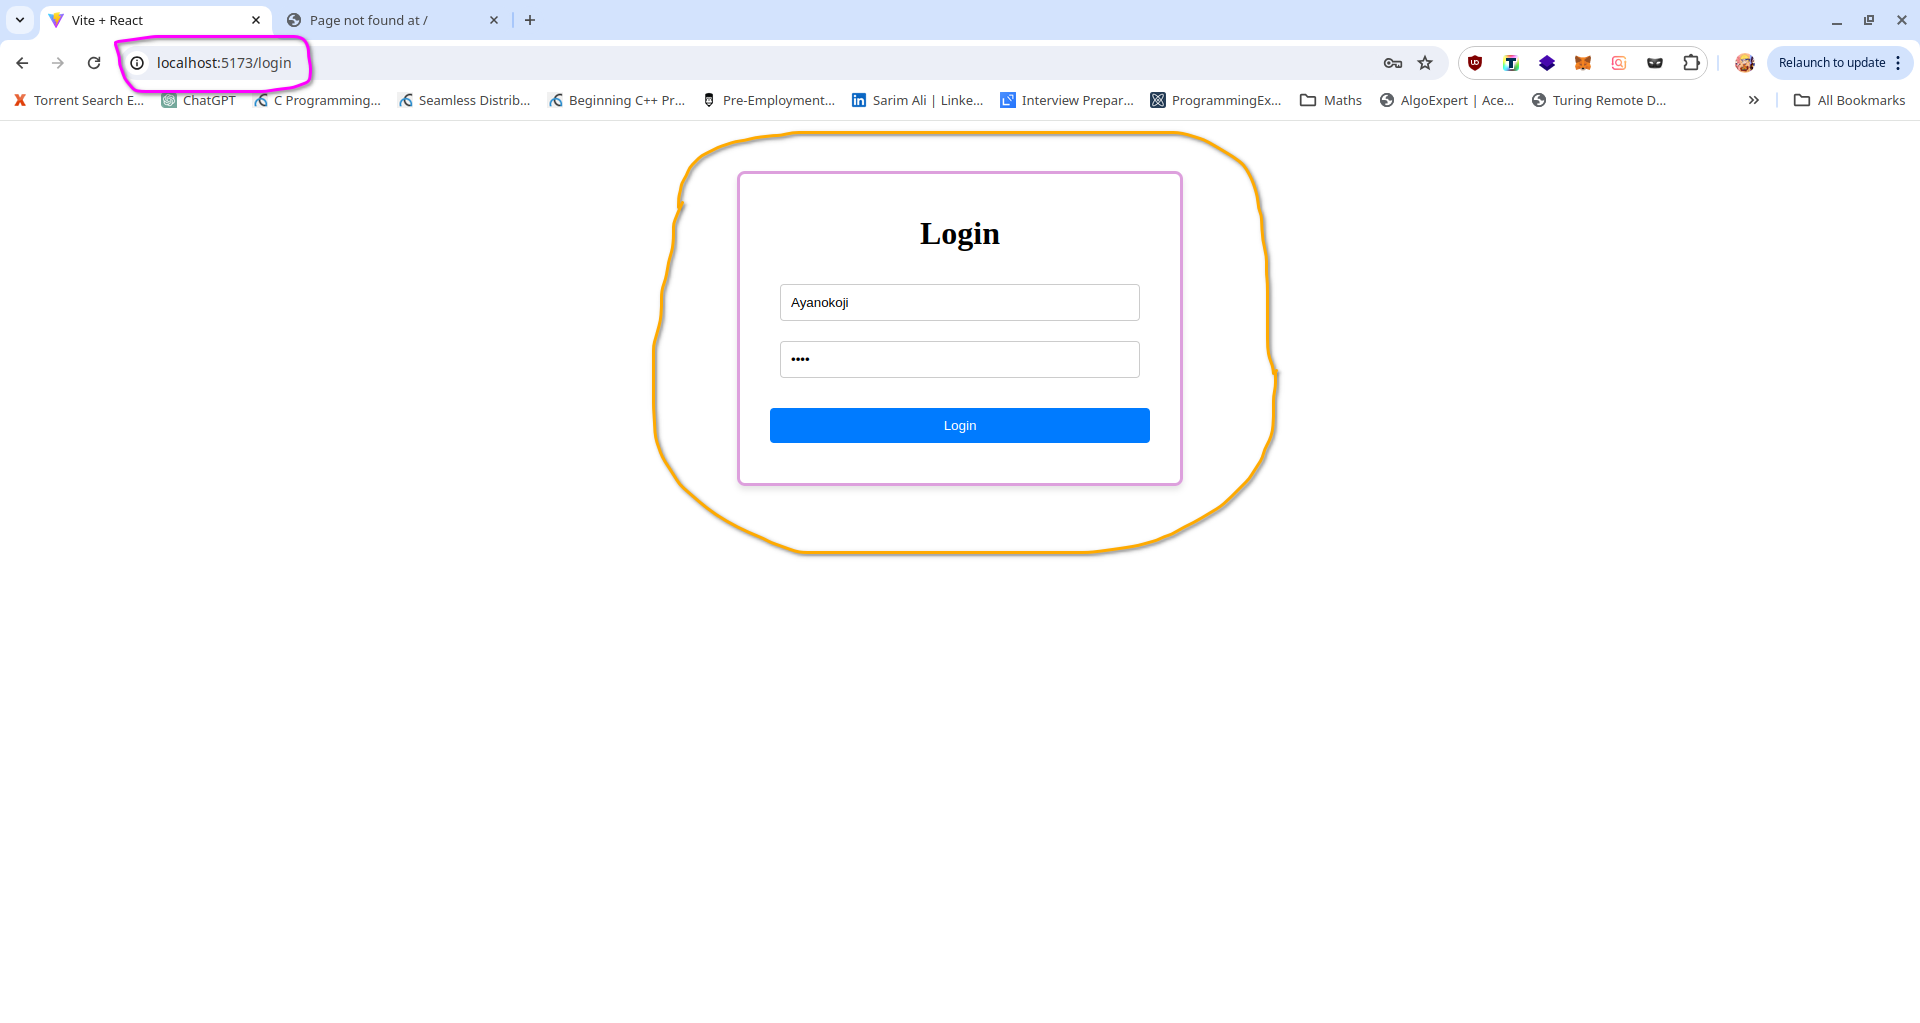 Vite + React
Page not found at /
localhost:5173/login
Relaunch to update
Torrent Search E... ChatGPT C Programming... Seamless Distrib... Beginning C++ Pr... Pre-Employment... Sarim Ali | Linke... Interview Prepar... ProgrammingEx... Maths AlgoExpert | Ace... Turing Remote D... » All Bookmarks
Login
Ayanokoji
••••
Login